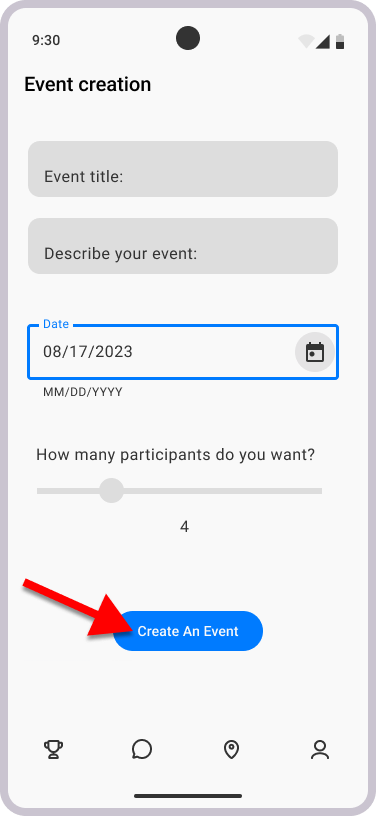 9:30
Event creation
Event title:
Describe your event:
Date
08/17/2023
MM/DD/YYYY
How many participants do you want?
4
Create An Event